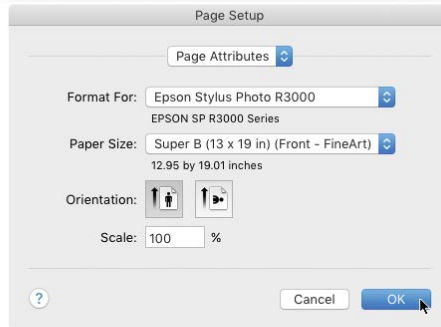 Page Setup
Page Attributes
Format For: Epson Stylus Photo R3000
EPSON SP R3000 Series
Paper Size: Super B (13 x 19 in) (Front - FineArt)
12.95 by 19.01 inches
Orientation:
Scale: 100 %
? Cancel OK